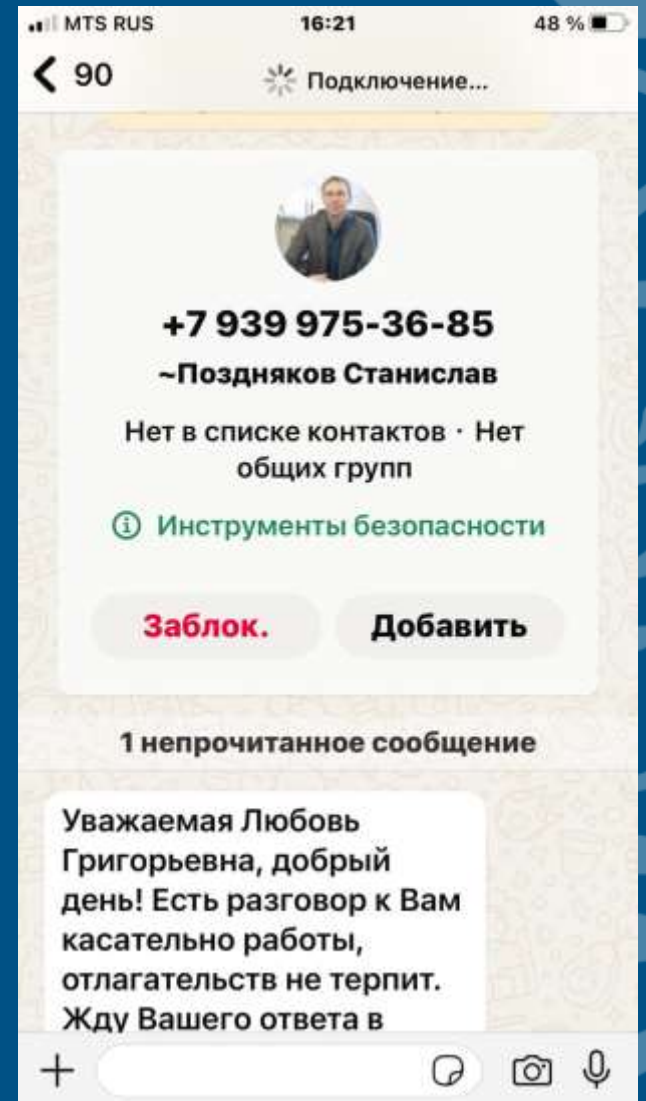 MTS RUS 16:21 48 %
90 Подключение...
+7 939 975-36-85
~Поздняков Станислав
Нет в списке контактов · Нет
общих групп
Инструменты безопасности
Заблок. Добавить
1 непрочитанное сообщение
Уважаемая Любовь
Григорьевна, добрый
день! Есть разговор к Вам
касательно работы,
отлагательств не терпит.
Жду Вашего ответа в